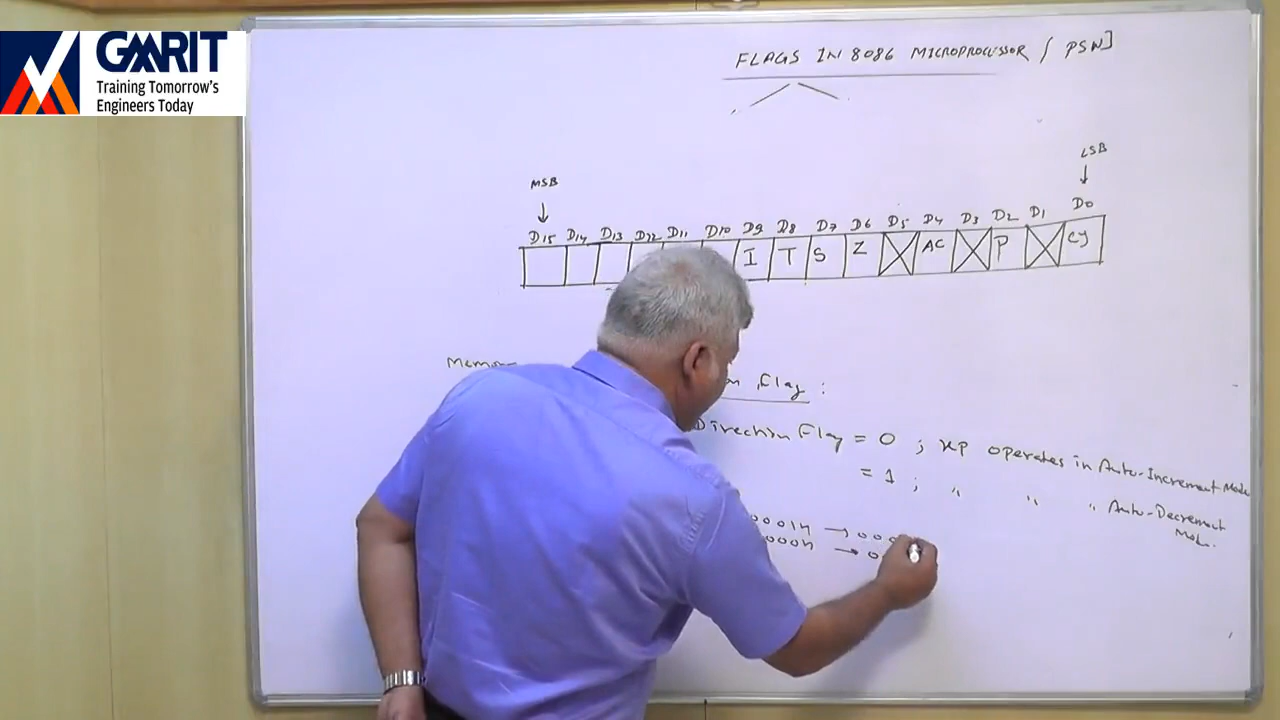 GMRIT
Training Tomorrow's
Engineers Today
FLAGS IN 8086 MICROPROCESSOR / PSW]
LSB
MSB
D15 D14 D13 D12 D11 D10 D9 D8 D7 D6 D5 D4 D3 D2 D1 D0
I T S Z AC P CY
Flag :
Direction Flag = 0 ; μp operates in Auto-Increment Mode
= 1 ; " " " Auto-Decrement
Mode.